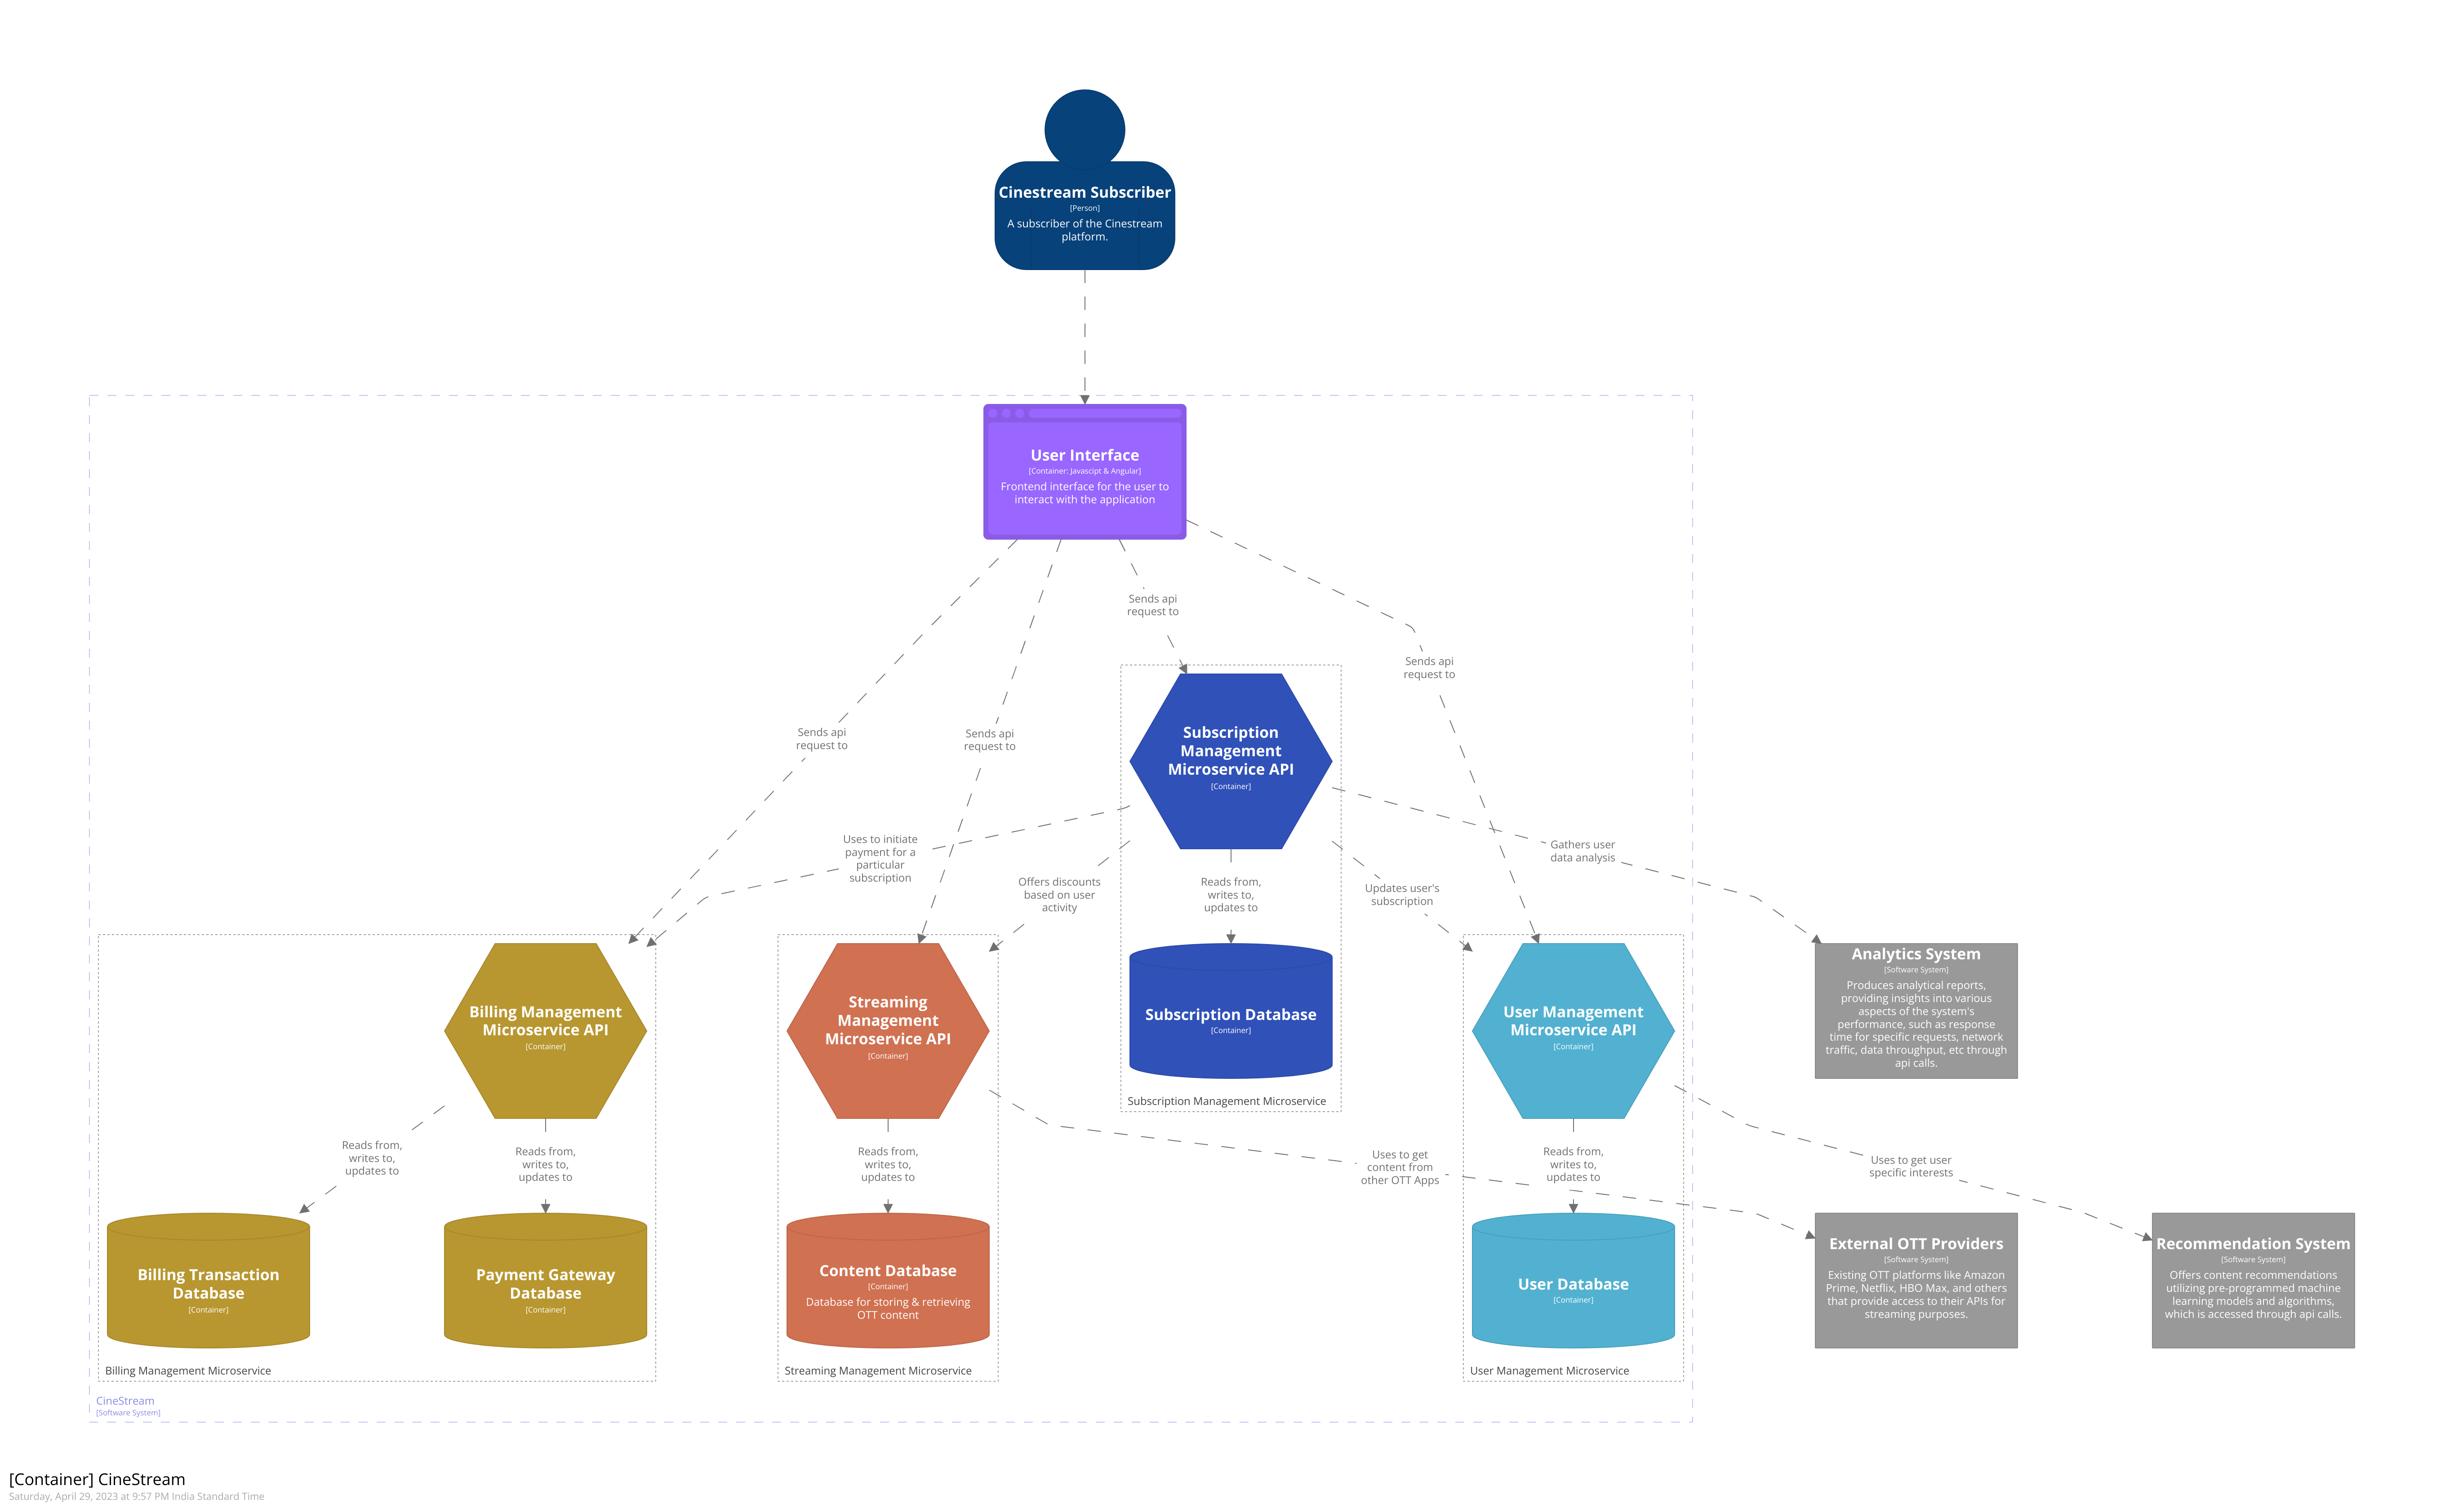 Cinestream Subscriber
[Person]
A subscriber of the Cinestream
platform.
User Interface
[Container: Javascipt & Angular]
Frontend interface for the user to
interact with the application
Sends api
request to
Sends api
request to
Sends api
request to
Sends api
request to
Subscription
Management
Microservice API
[Container]
Uses to initiate
payment for a
particular
subscription
Offers discounts
based on user
activity
Reads from,
writes to,
updates to
Updates user's
subscription
Gathers user
data analysis
Billing Management
Microservice API
[Container]
Streaming
Management
Microservice API
[Container]
Subscription Database
[Container]
Subscription Management Microservice
User Management
Microservice API
[Container]
Analytics System
[Software System]
Produces analytical reports,
providing insights into various
aspects of the system's
performance, such as response
time for specific requests, network
traffic, data throughput, etc through
api calls.
Reads from,
writes to,
updates to
Reads from,
writes to,
updates to
Reads from,
writes to,
updates to
Uses to get
content from
other OTT Apps
Reads from,
writes to,
updates to
Uses to get user
specific interests
Billing Transaction
Database
[Container]
Payment Gateway
Database
[Container]
Content Database
[Container]
Database for storing & retrieving
OTT content
User Database
[Container]
External OTT Providers
[Software System]
Existing OTT platforms like Amazon
Prime, Netflix, HBO Max, and others
that provide access to their APIs for
streaming purposes.
Recommendation System
[Software System]
Offers content recommendations
utilizing pre-programmed machine
learning models and algorithms,
which is accessed through api calls.
Billing Management Microservice
Streaming Management Microservice
User Management Microservice
CineStream
[Software System]
[Container] CineStream
Saturday, April 29, 2023 at 9:57 PM India Standard Time